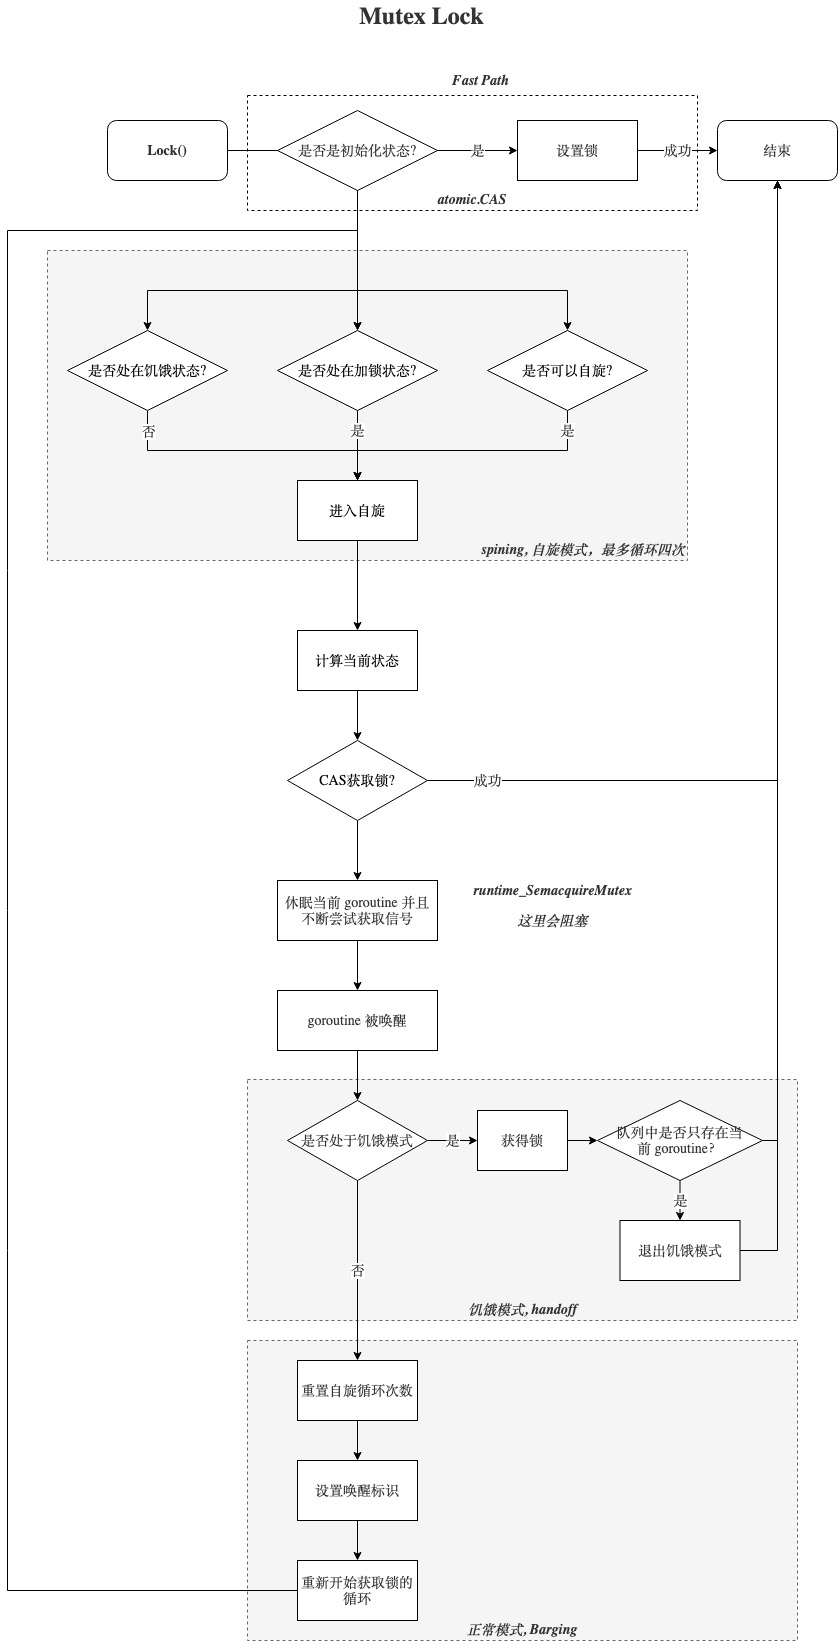 Mutex Lock
Fast Path
Lock()
是否是初始化状态?
是
设置锁
成功
结束
atomic.CAS
是否处在饥饿状态?
是否处在加锁状态?
是否可以自旋?
否
是
是
进入自旋
spining, 自旋模式，最多循环四次
计算当前状态
CAS获取锁?
成功
休眠当前 goroutine 并且
不断尝试获取信号
runtime_SemacquireMutex
这里会阻塞
goroutine 被唤醒
是否处于饥饿模式
是
获得锁
队列中是否只存在当
前 goroutine?
是
退出饥饿模式
否
饥饿模式, handoff
重置自旋循环次数
设置唤醒标识
重新开始获取锁的
循环
正常模式, Barging